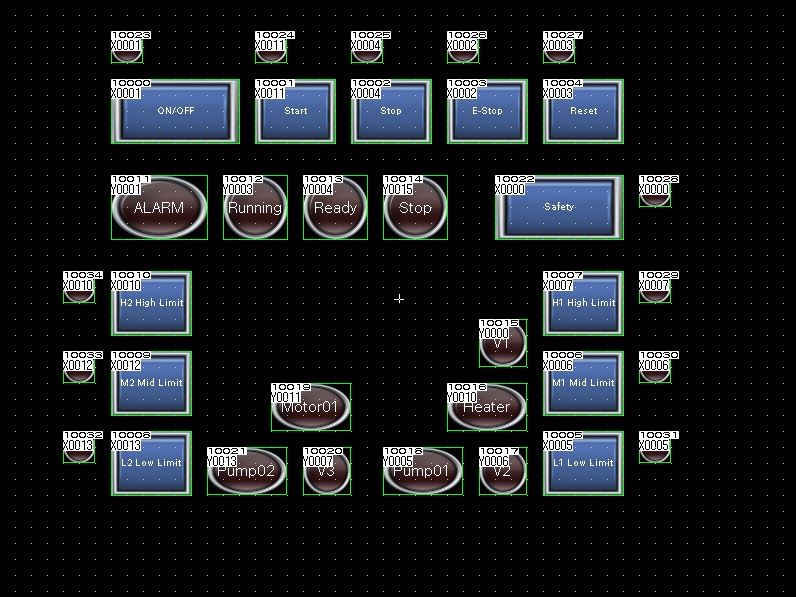 10023 10024 10025 10026 10027
X0001 X0011 X0004 X0002 X0003
10000 10001 10002 10003 10004
X0001 X0011 X0004 X0002 X0003
ON/OFF Start Stop E-Stop Reset
10011 10012 10013 10014 10022 10028
Y0001 Y0003 Y0004 Y0015 X0000 X0000
ALARM Running Ready Stop Safety
10034 10010 10007 10029
X0010 X0010 X0007 X0007
H2 High Limit H1 High Limit
10015
Y0000
V1
10033 10009 10006 10030
X0012 X0012 X0006 X0006
M2 Mid Limit M1 Mid Limit
10019 10016
Y0011 Y0010
Motor01 Heater
10032 10008 10005 10031
X0013 X0013 X0005 X0005
10021 10020 10018 10017
Y0013 Y0007 Y0005 Y0006
L2 Low Limit Pump02 V3 Pump01 V2 L1 Low Limit